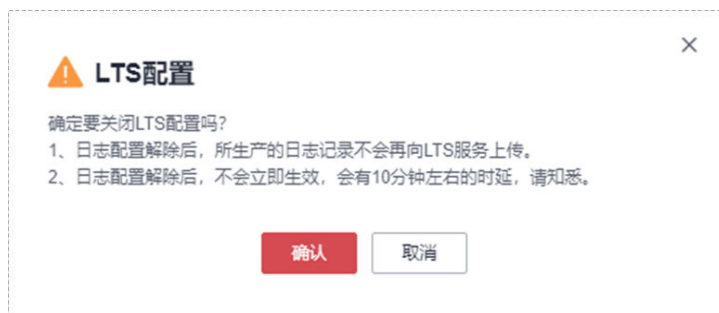 LTS配置
确定要关闭LTS配置吗?
1、日志配置解除后，所生产的日志记录不会再向LTS服务上传。
2、日志配置解除后，不会立即生效，会有10分钟左右的时延，请知悉。
确认
取消